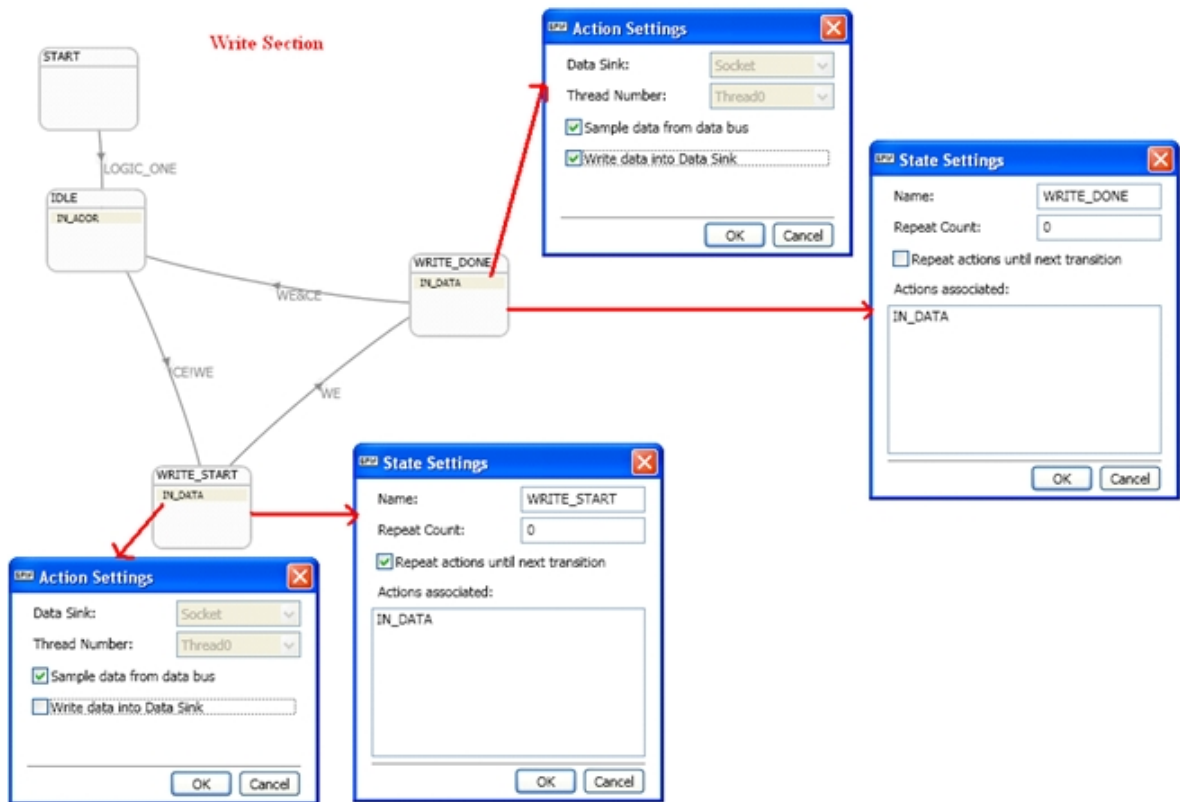 Write Section
START
LOGIC_ONE
IDLE
IN_ADDR
WRITE_DONE
IN_DATA
WE&CE
!CE!WE
WE
WRITE_START
IN_DATA
Action Settings
Data Sink: Socket
Thread Number: Thread0
Sample data from data bus
Write data into Data Sink
OK Cancel
State Settings
Name: WRITE_DONE
Repeat Count: 0
Repeat actions until next transition
Actions associated:
IN_DATA
OK Cancel
State Settings
Name: WRITE_START
Repeat Count: 0
Repeat actions until next transition
Actions associated:
IN_DATA
OK Cancel
Action Settings
Data Sink: Socket
Thread Number: Thread0
Sample data from data bus
Write data into Data Sink
OK Cancel